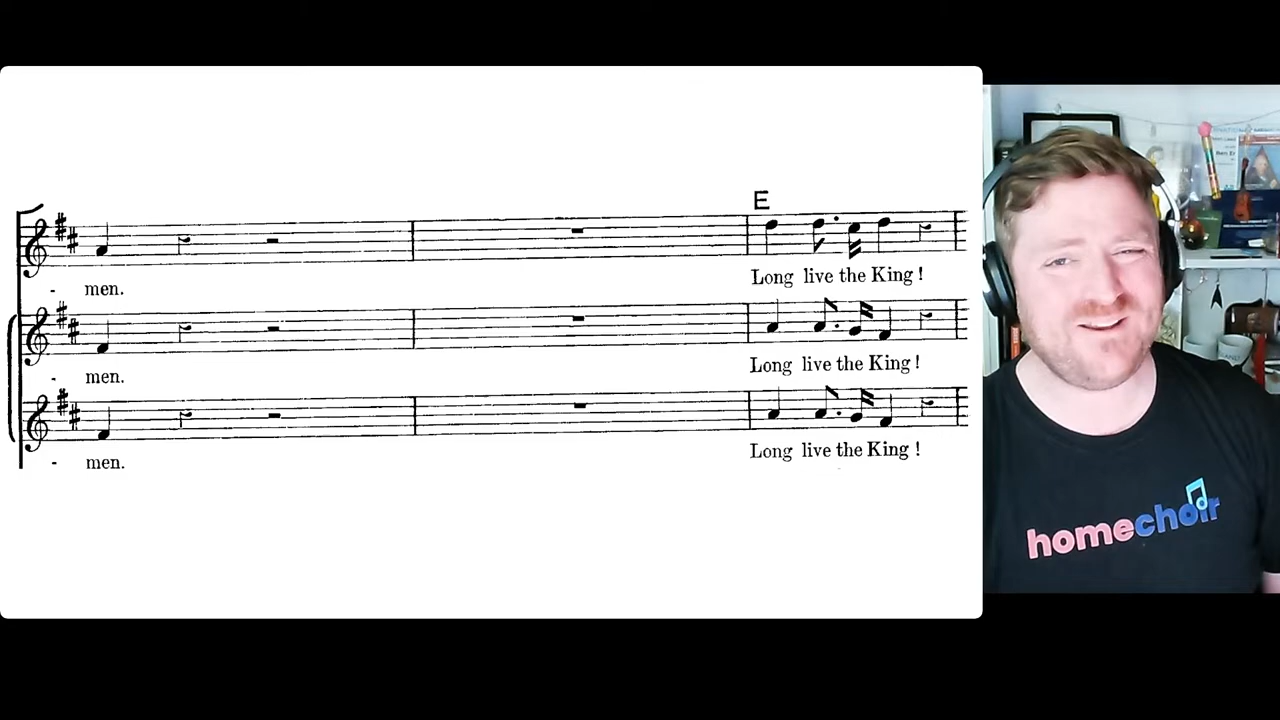 E
Long live the King !
- men.
Long live the King !
- men.
Long live the King !
- men.
homechoir